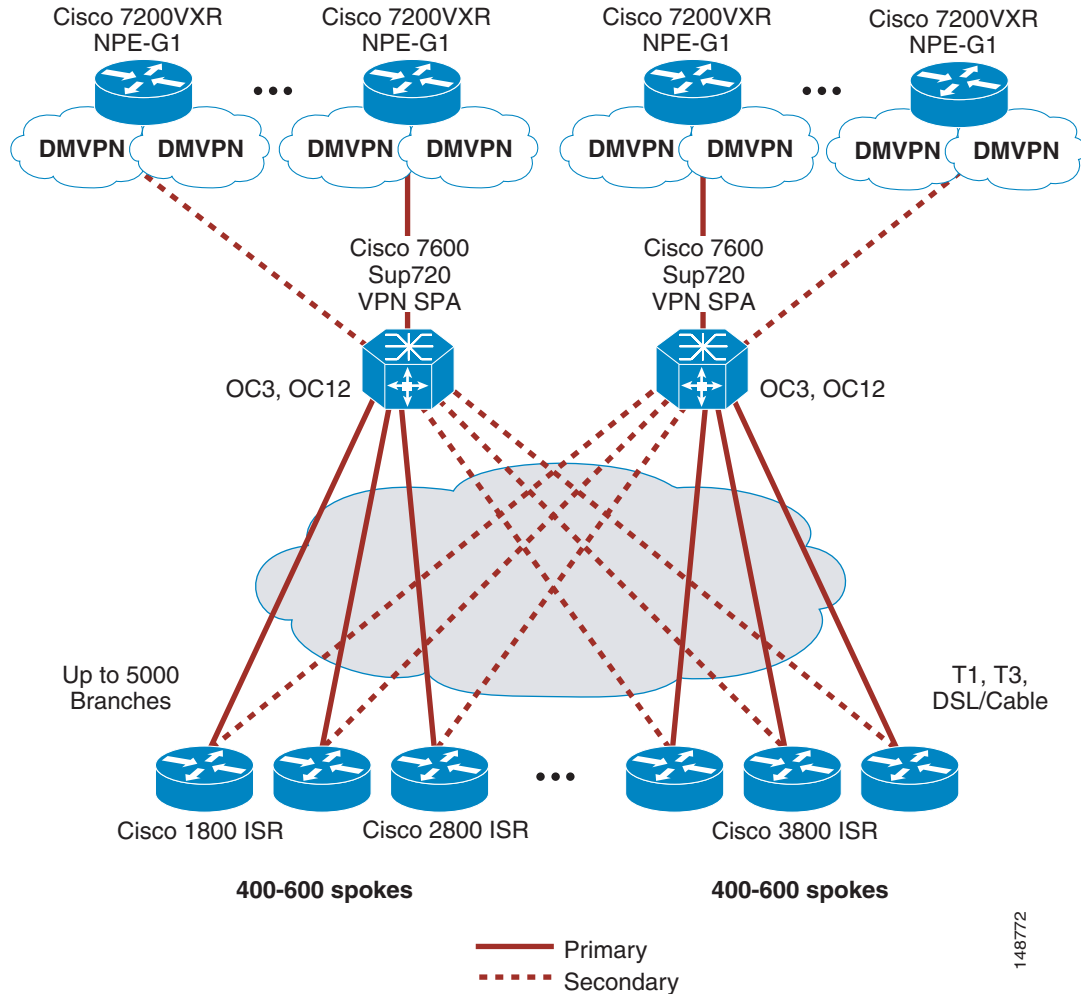 Cisco 7200VXR
NPE-G1
Cisco 7200VXR
NPE-G1
Cisco 7200VXR
NPE-G1
Cisco 7200VXR
NPE-G1
DMVPN
DMVPN
DMVPN
DMVPN
DMVPN
DMVPN
DMVPN
DMVPN
Cisco 7600
Sup720
VPN SPA
Cisco 7600
Sup720
VPN SPA
OC3, OC12
OC3, OC12
Up to 5000
Branches
T1, T3,
DSL/Cable
Cisco 1800 ISR
Cisco 2800 ISR
Cisco 3800 ISR
400-600 spokes
400-600 spokes
Primary
Secondary
148772